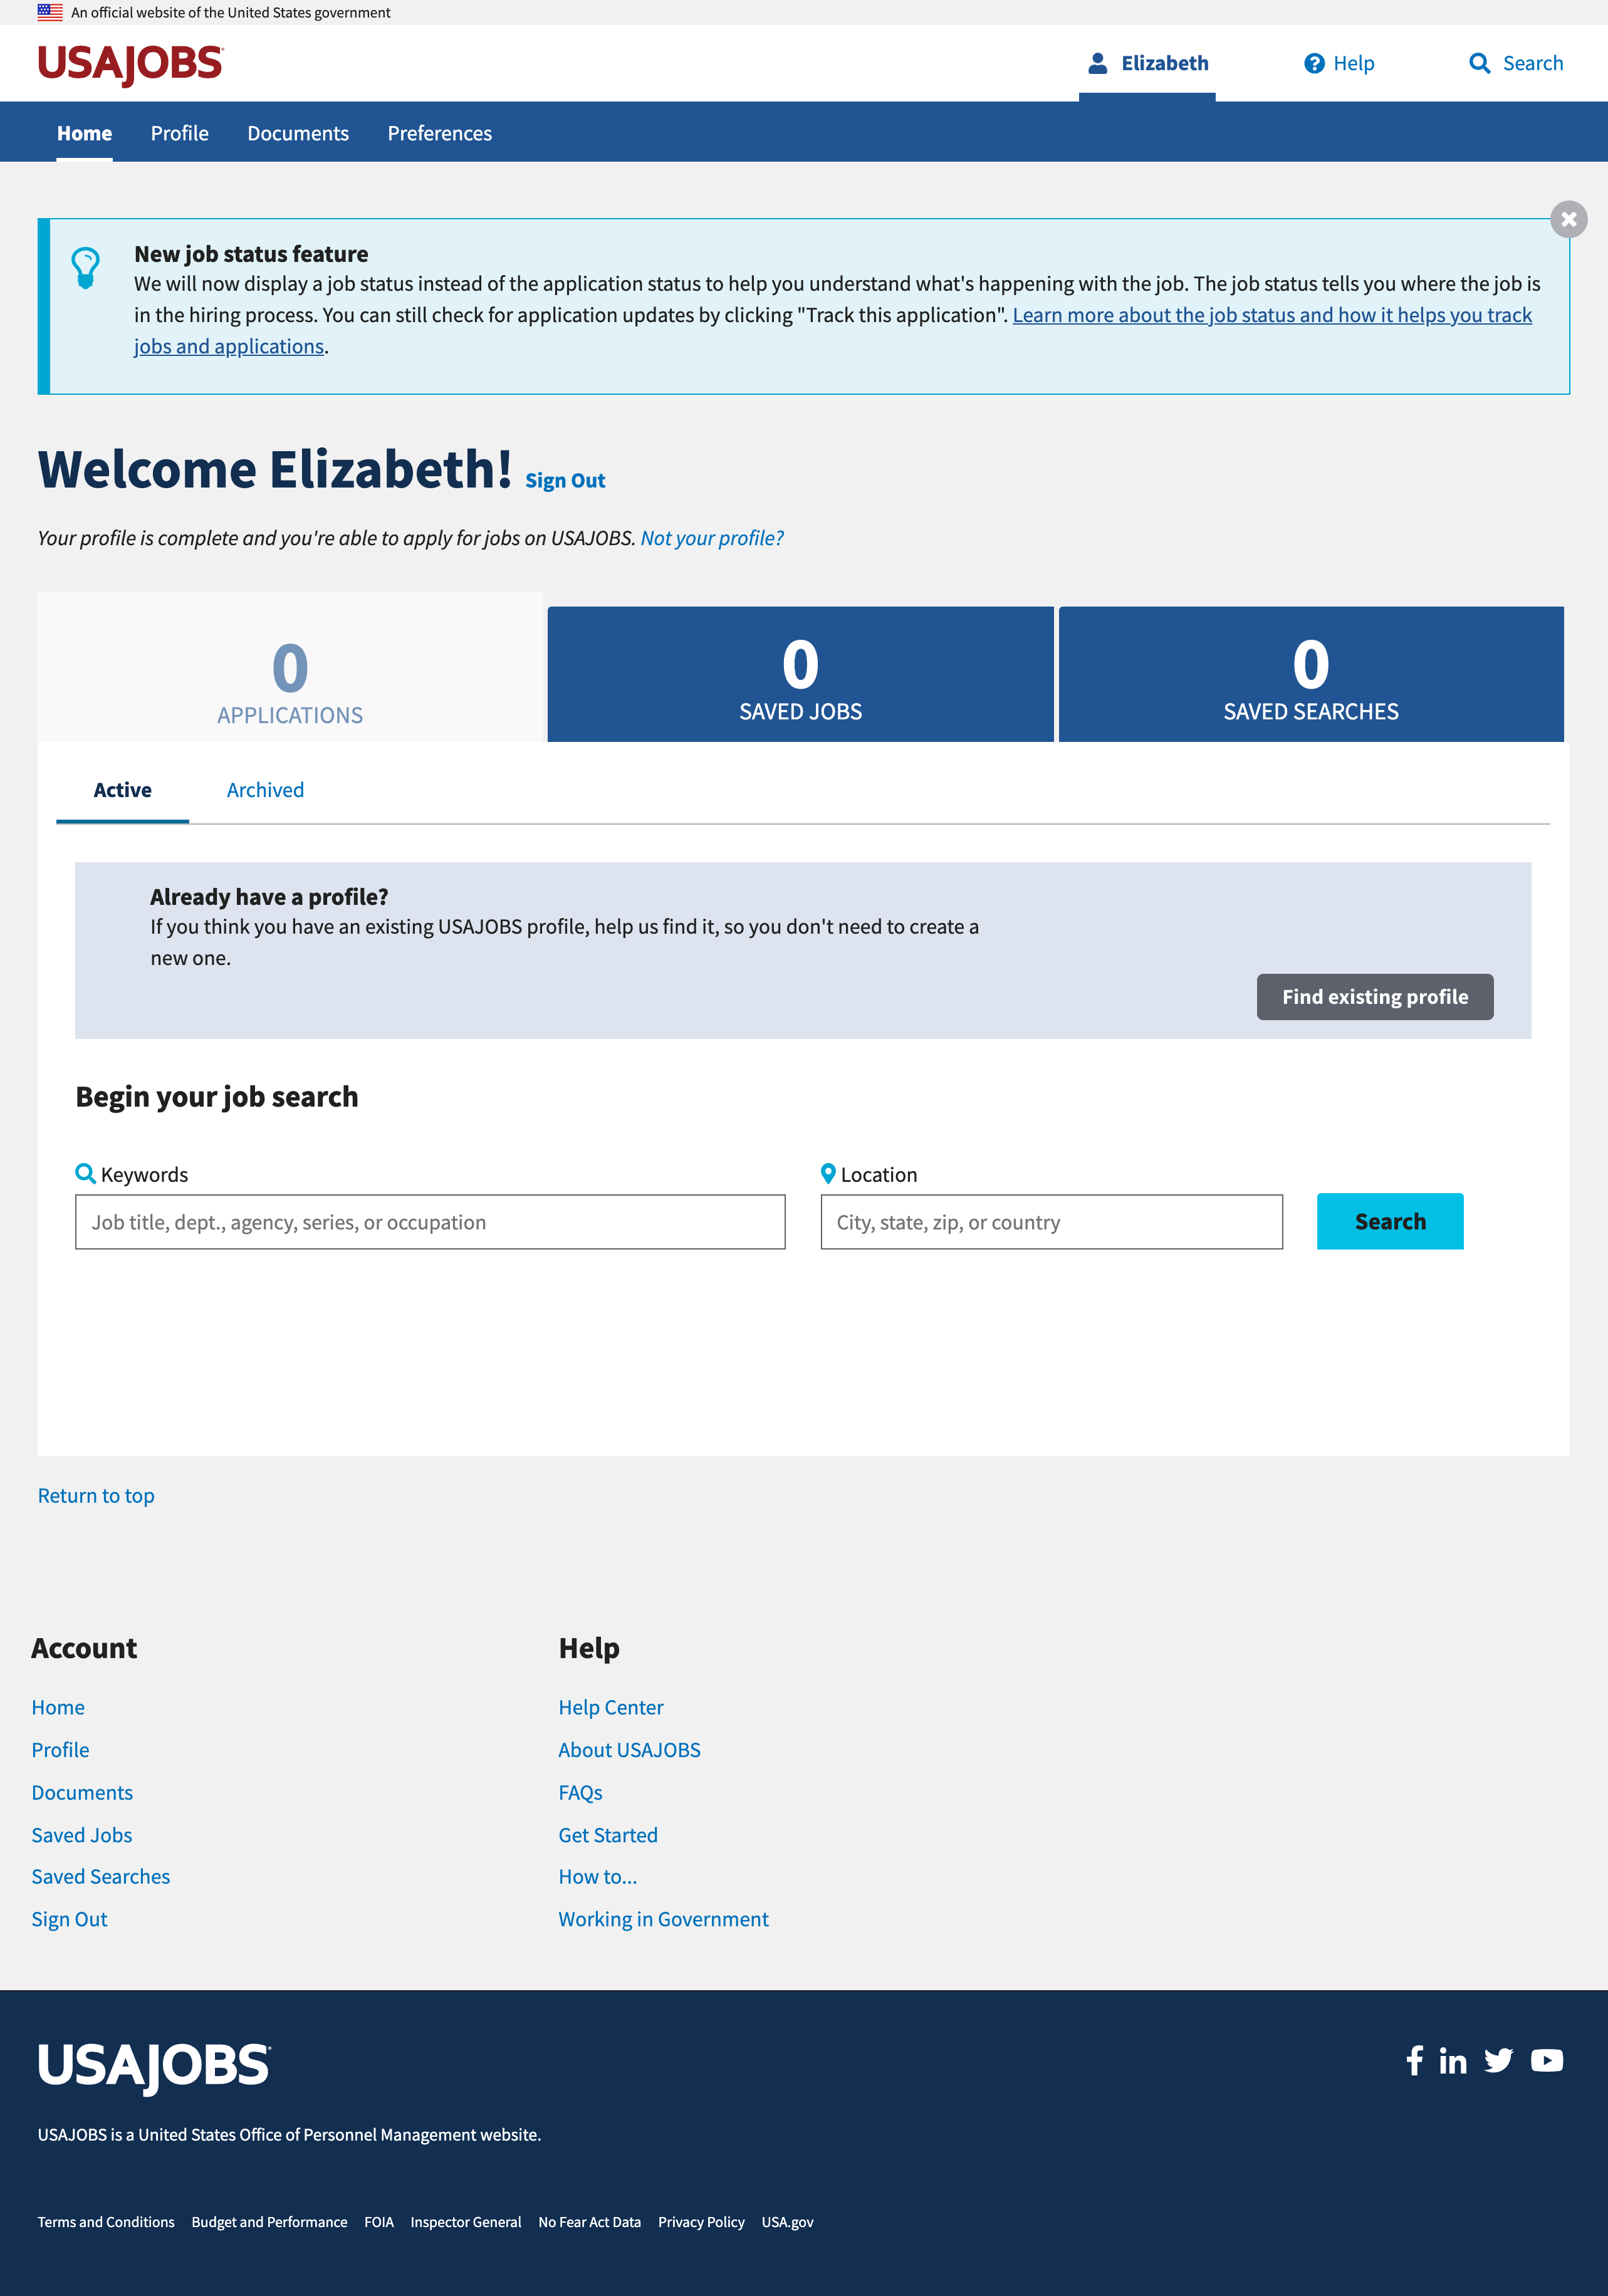 An official website of the United States government
USAJOBS
Elizabeth
Help
Search
Home
Profile
Documents
Preferences
New job status feature
We will now display a job status instead of the application status to help you understand what's happening with the job. The job status tells you where the job is
in the hiring process. You can still check for application updates by clicking "Track this application". Learn more about the job status and how it helps you track
jobs and applications.
Welcome Elizabeth! Sign Out
Your profile is complete and you're able to apply for jobs on USAJOBS. Not your profile?
0
APPLICATIONS
0
SAVED JOBS
0
SAVED SEARCHES
Active
Archived
Already have a profile?
If you think you have an existing USAJOBS profile, help us find it, so you don't need to create a
new one.
Find existing profile
Begin your job search
Keywords
Job title, dept., agency, series, or occupation
Location
City, state, zip, or country
Search
Return to top
Account
Home
Profile
Documents
Saved Jobs
Saved Searches
Sign Out
Help
Help Center
About USAJOBS
FAQs
Get Started
How to...
Working in Government
USAJOBS
USAJOBS is a United States Office of Personnel Management website.
Terms and Conditions
Budget and Performance
FOIA
Inspector General
No Fear Act Data
Privacy Policy
USA.gov